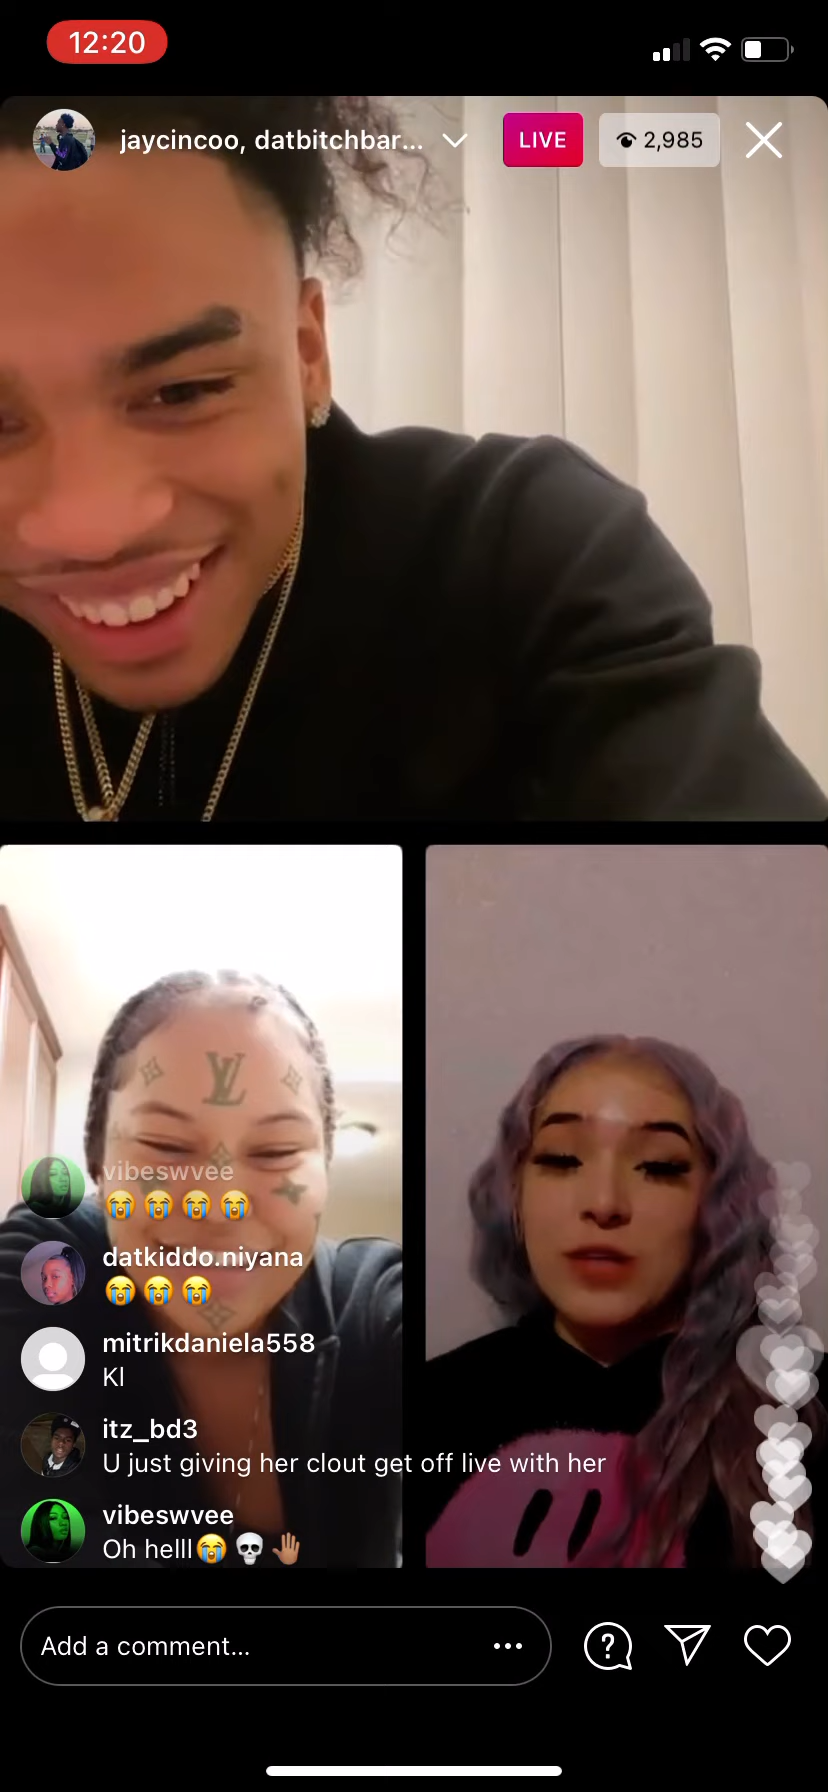 12:20
jaycincoo, datbitchbar...
LIVE
2,985
LV
vibeswvee
😭😭😭😭
datkiddo.niyana
😭😭😭
mitrikdaniela558
Kl
itz_bd3
U just giving her clout get off live with her
vibeswvee
Oh helll😭💀🤚🏽
Add a comment...